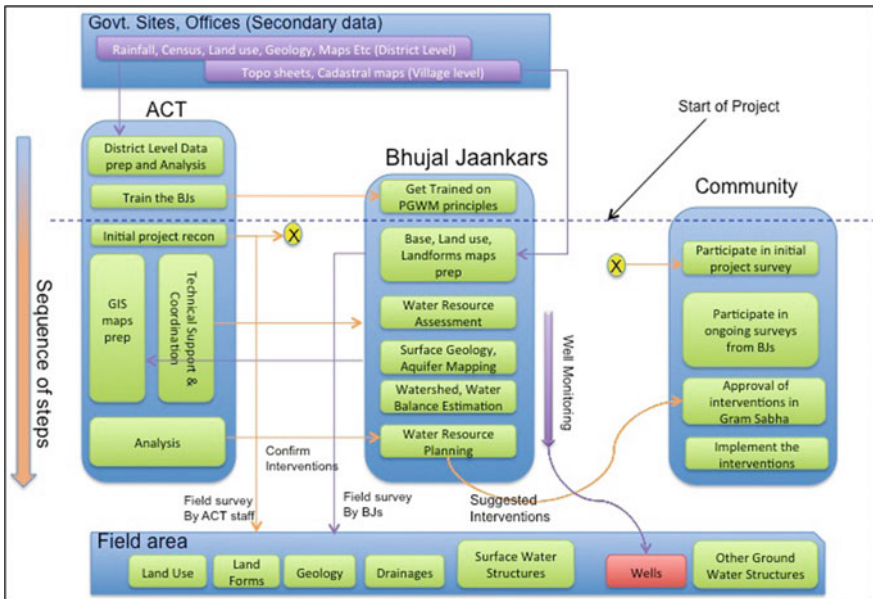 Govt. Sites, Offices (Secondary data)
Rainfall, Census, Land use, Geology, Maps Etc (District Level)
Topo sheets, Cadastral maps (Village level)
Start of Project
Sequence of steps
ACT
District Level Data
prep and Analysis
Train the BJs
Initial project recon
X
GIS
maps
prep
Technical Support &
Coordination
Analysis
Bhujal Jaankars
Get Trained on
PGWM principles
Base, Land use,
Landforms maps
prep
Water Resource
Assessment
Surface Geology,
Aquifer Mapping
Watershed, Water
Balance Estimation
Water Resource
Planning
Well Monitoring
Community
X
Participate in initial
project survey
Participate in
ongoing surveys
from BJs
Approval of
interventions in
Gram Sabha
Implement the
interventions
Confirm
Interventions
Field survey
By ACT staff
Field survey
By BJs
Suggested
Interventions
Field area
Land Use
Land
Forms
Geology
Drainages
Surface Water
Structures
Wells
Other Ground
Water Structures